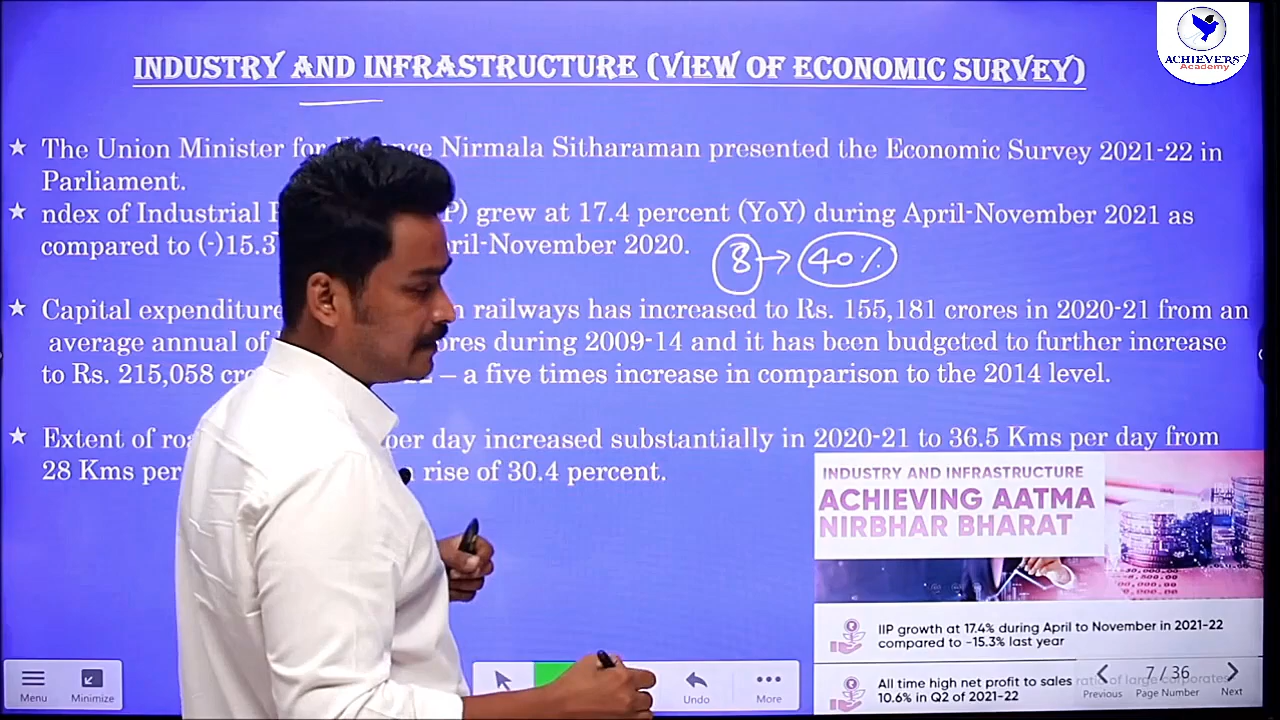 ACHIEVERS
Academy
INDUSTRY AND INFRASTRUCTURE (VIEW OF ECONOMIC SURVEY)
★ The Union Minister for Nirmala Sitharaman presented the Economic Survey 2021-22 in
Parliament.
★ ndex of Industrial P) grew at 17.4 percent (YoY) during April-November 2021 as
compared to (-)15.3 ril-November 2020.
8 → 40%
★ Capital expenditure n railways has increased to Rs. 155,181 crores in 2020-21 from an
average annual of ores during 2009-14 and it has been budgeted to further increase
to Rs. 215,058 – a five times increase in comparison to the 2014 level.
★ Extent of per day increased substantially in 2020-21 to 36.5 Kms per day from
28 Kms per rise of 30.4 percent.
INDUSTRY AND INFRASTRUCTURE
ACHIEVING AATMA
NIRBHAR BHARAT
IIP growth at 17.4% during April to November in 2021-22
compared to -15.3% last year
All time high net profit to sales ratio of large corporates
10.6% in Q2 of 2021-22
Menu
Minimize
Undo
More
Previous
7 / 36
Page Number
Next